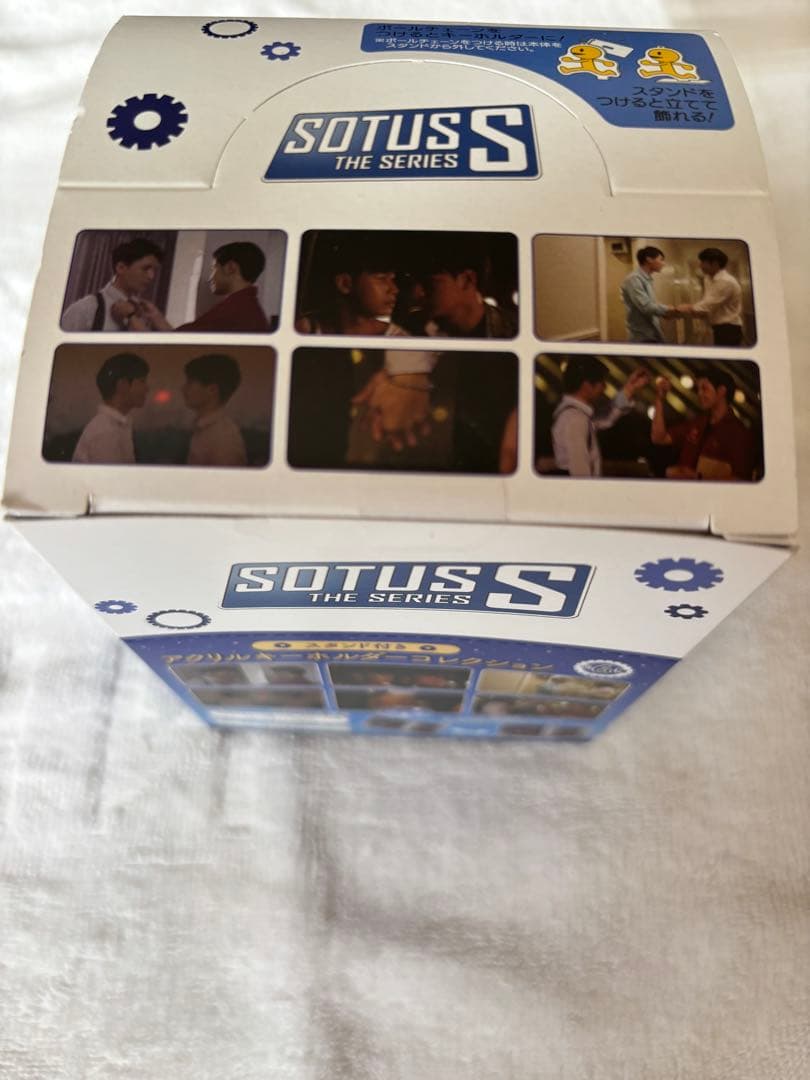 ボールチェーンを
つけるとキーホルダーに!
※ボールチェーンをつける時は本体を
スタンドから外してください。
スタンドを
つけると立てて
飾れる!
SOTUS S
THE SERIES
SOTUS S
THE SERIES
スタンド付き
アクリルキーホルダーコレクション